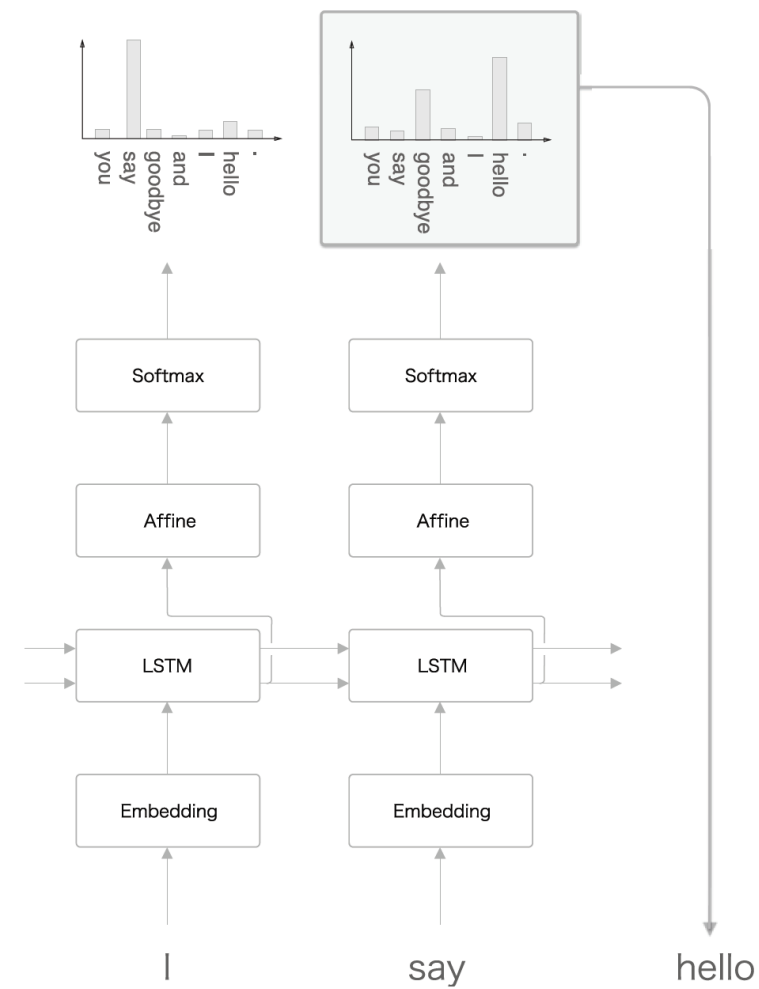 you say goodbye and I hello .
you say goodbye and I hello .
Softmax Softmax
Affine Affine
LSTM LSTM
Embedding Embedding
I say hello